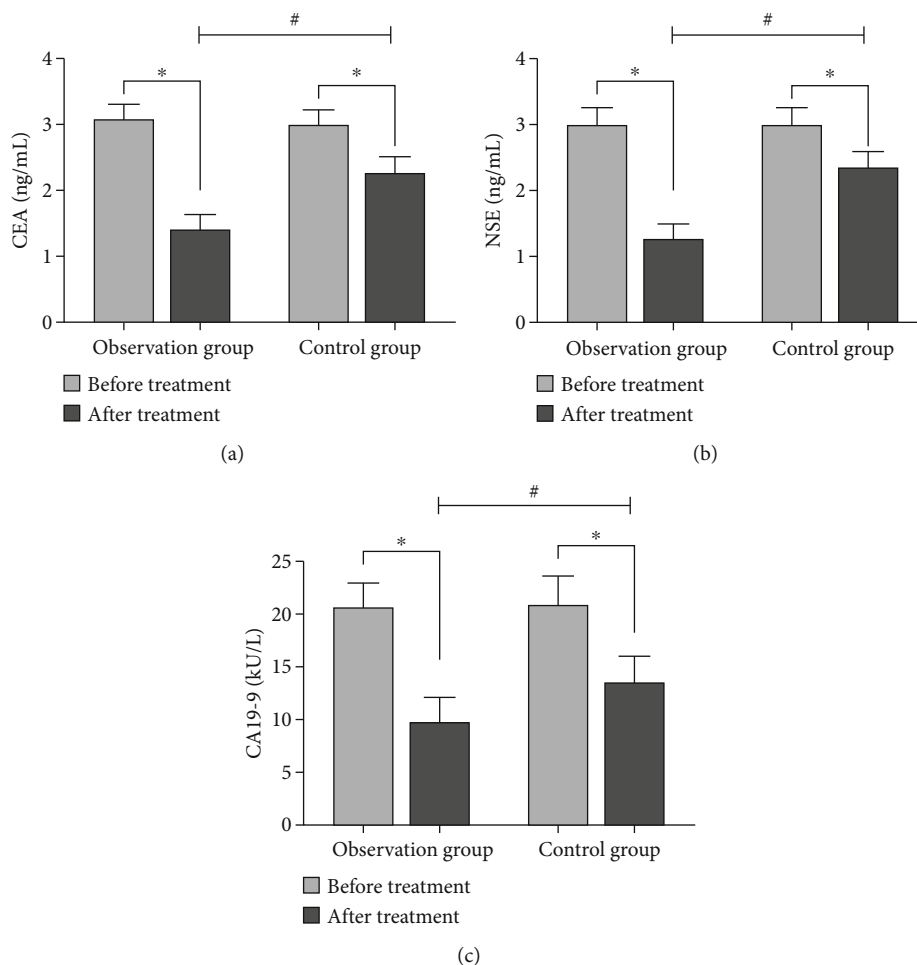 #
* *
4
3
2
1
0
CEA (ng/mL)
Observation group Control group
Before treatment
After treatment
(a)
#
* *
4
3
2
1
0
NSE (ng/mL)
Observation group Control group
Before treatment
After treatment
(b)
#
* *
25
20
15
10
5
0
CA19-9 (kU/L)
Observation group Control group
Before treatment
After treatment
(c)